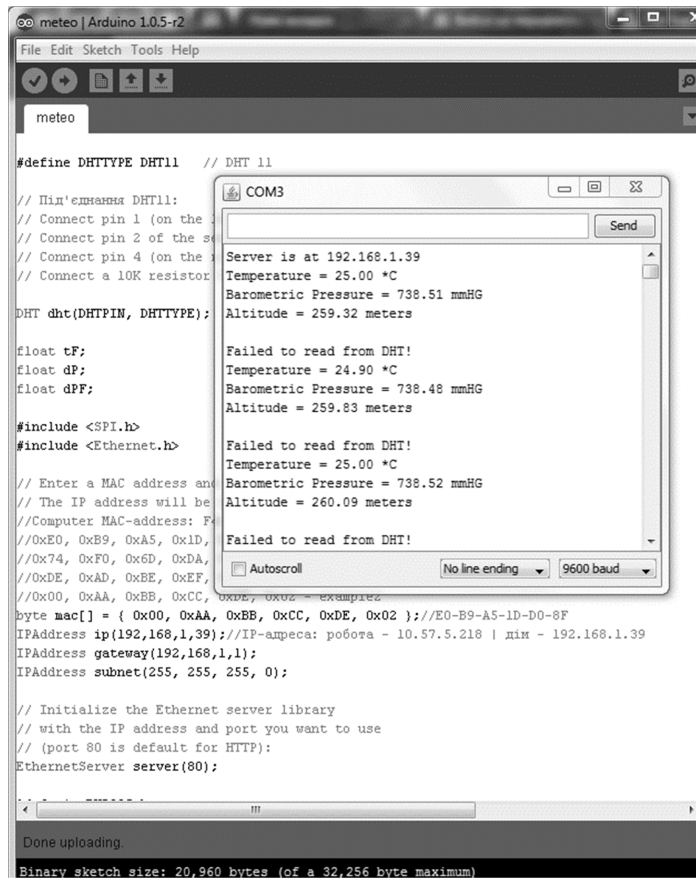 meteo | Arduino 1.0.5-r2
File Edit Sketch Tools Help
meteo
#define DHTTYPE DHT11 // DHT 11
// Під'єднання DHT11:
// Connect pin 1 (on the
// Connect pin 2 of the
// Connect pin 4 (on the
// Connect a 10K resistor
DHT dht(DHTPIN, DHTTYPE);
float tF;
float dP;
float dPF;
#include <SPI.h>
#include <Ethernet.h>
// Enter a MAC address and
// The IP address will be
//Computer MAC-address:
//0xE0, 0xB9, 0xA5, 0x1D,
//0x74, 0xF0, 0x6D, 0xDA,
//0xDE, 0xAD, 0xBE, 0xEF,
//0x00, 0xAA, 0xBB, 0xCC, 0xDE, 0x02 - example2
byte mac[] = { 0x00, 0xAA, 0xBB, 0xCC, 0xDE, 0x02 };//E0-B9-A5-1D-D0-8F
IPAddress ip(192,168,1,39);//IP-адреса: робота - 10.57.5.218 | дім - 192.168.1.39
IPAddress gateway(192,168,1,1);
IPAddress subnet(255, 255, 255, 0);
// Initialize the Ethernet server library
// with the IP address and port you want to use
// (port 80 is default for HTTP):
EthernetServer server(80);
COM3
Send
Server is at 192.168.1.39
Temperature = 25.00 *C
Barometric Pressure = 738.51 mmHG
Altitude = 259.32 meters
Failed to read from DHT!
Temperature = 24.90 *C
Barometric Pressure = 738.48 mmHG
Altitude = 259.83 meters
Failed to read from DHT!
Temperature = 25.00 *C
Barometric Pressure = 738.52 mmHG
Altitude = 260.09 meters
Failed to read from DHT!
Autoscroll
No line ending
9600 baud
Done uploading.
Binary sketch size: 20,960 bytes (of a 32,256 byte maximum)